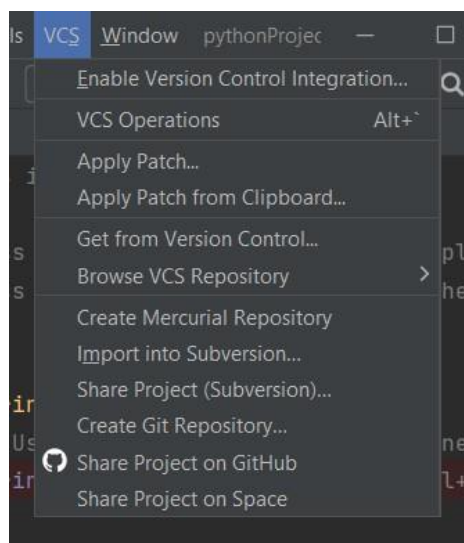 ls VCS Window pythonProjec
Enable Version Control Integration...
VCS Operations Alt+`
Apply Patch...
Apply Patch from Clipboard...
Get from Version Control...
Browse VCS Repository
Create Mercurial Repository
Import into Subversion...
Share Project (Subversion)...
Create Git Repository...
Share Project on GitHub
Share Project on Space